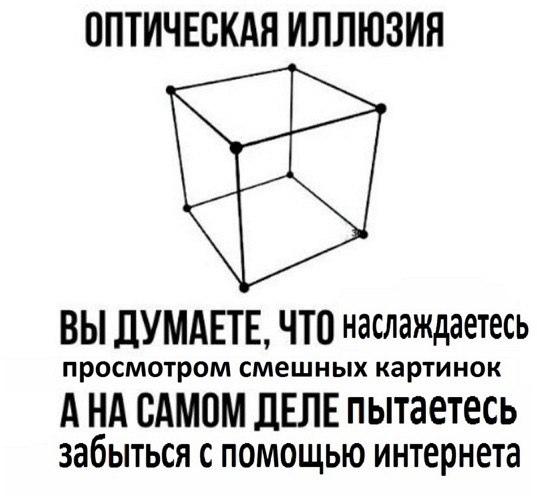 ОПТИЧЕСКАЯ ИЛЛЮЗИЯ
ВЫ ДУМАЕТЕ, ЧТО наслаждаетесь
просмотром смешных картинок
А НА САМОМ ДЕЛЕ пытаетесь
забыться с помощью интернета